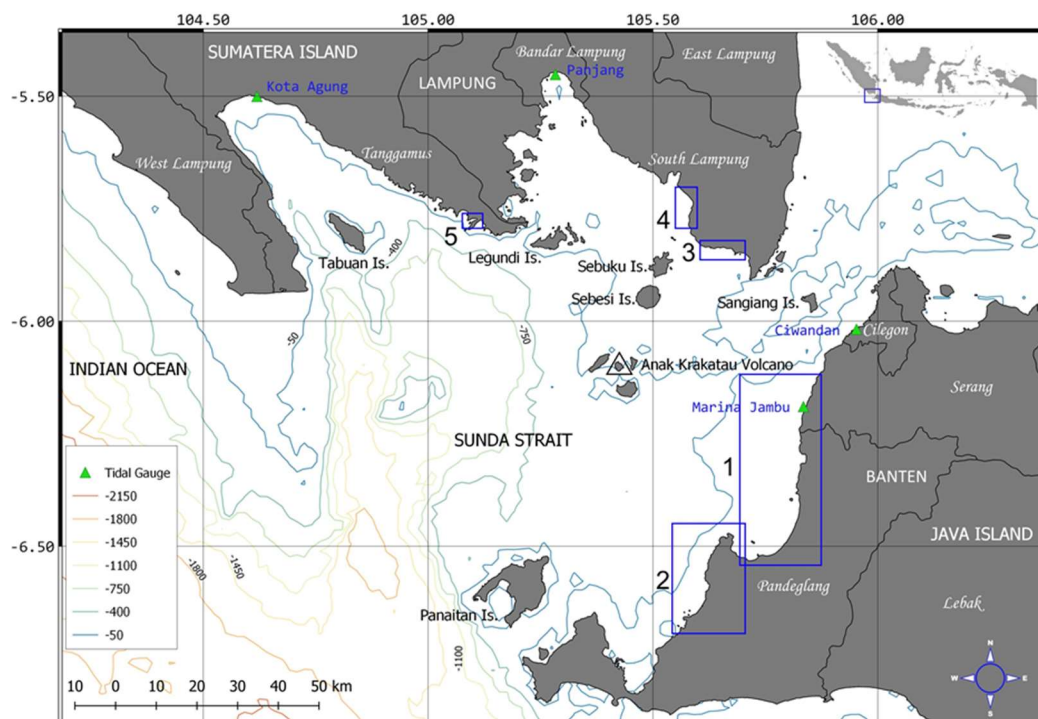 104.50 105.00 105.50 106.00
SUMATERA ISLAND
Bandar Lampung
East Lampung
Kota Agung
LAMPUNG
Panjang
-5.50
West Lampung
Tanggamus
South Lampung
4
5
3
-400
Tabuan Is.
Legundi Is.
Sebuku Is.
Sebesi Is.
Sangiang Is.
-6.00
-50
-750
Ciwandan
Cilegon
INDIAN OCEAN
Anak Krakatau Volcano
Serang
Marina Jambu
SUNDA STRAIT
1
BANTEN
Tidal Gauge
-2150
-1800
-1450
-1100
-750
-400
-50
-6.50
-1450
-1800
JAVA ISLAND
2
Pandeglang
Lebak
Panaitan Is.
-1100
N
W E
S
10 0 10 20 30 40 50 km